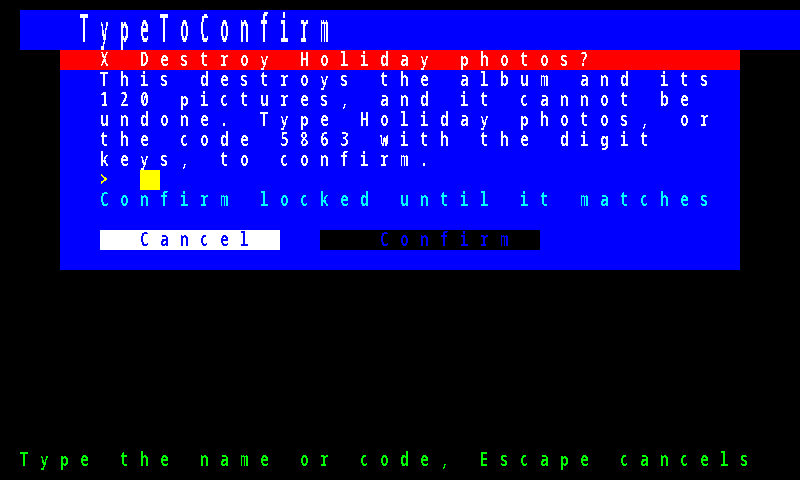 TypeToConfirm
X Destroy Holiday photos?
This destroys the album and its
120 pictures, and it cannot be
undone. Type Holiday photos, or
the code 5863 with the digit
keys, to confirm.
>
Confirm locked until it matches
Cancel Confirm
Type the name or code, Escape cancels